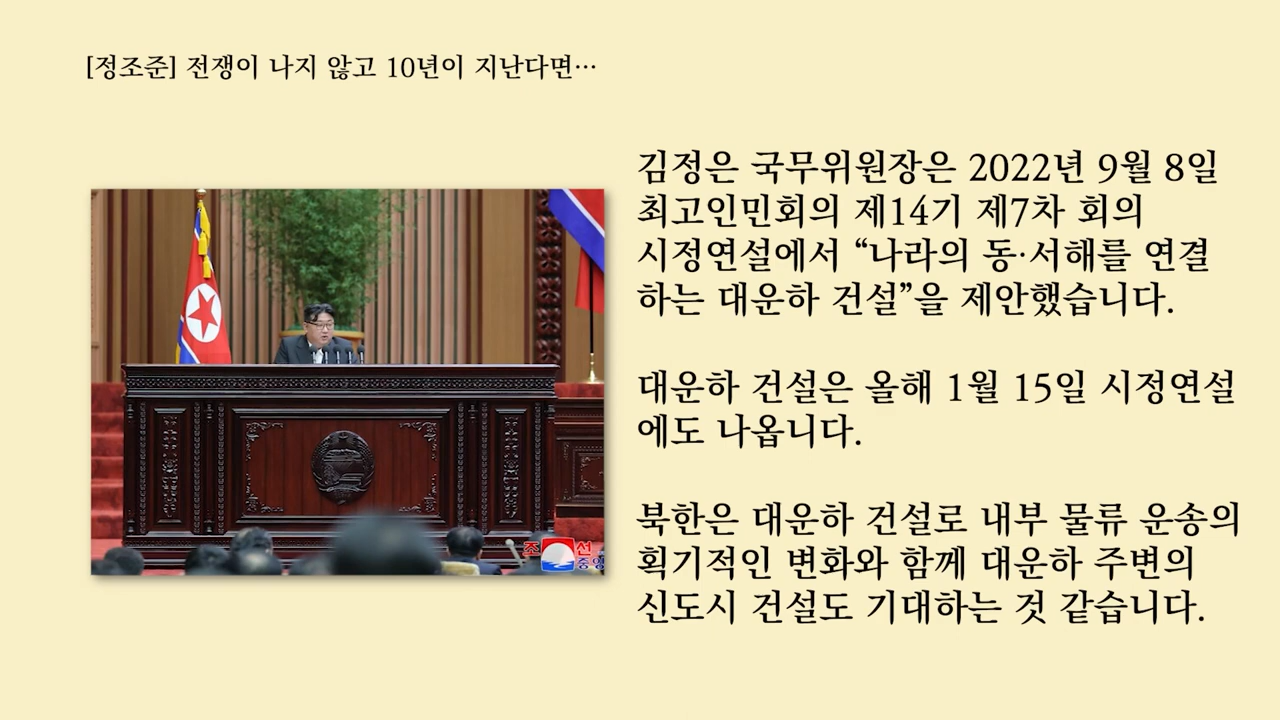 [정조준] 전쟁이 나지 않고 10년이 지난다면…
김정은 국무위원장은 2022년 9월 8일
최고인민회의 제14기 제7차 회의
시정연설에서 “나라의 동·서해를 연결
하는 대운하 건설”을 제안했습니다.
대운하 건설은 올해 1월 15일 시정연설
에도 나옵니다.
북한은 대운하 건설로 내부 물류 운송의
획기적인 변화와 함께 대운하 주변의
신도시 건설도 기대하는 것 같습니다.
조선
중앙